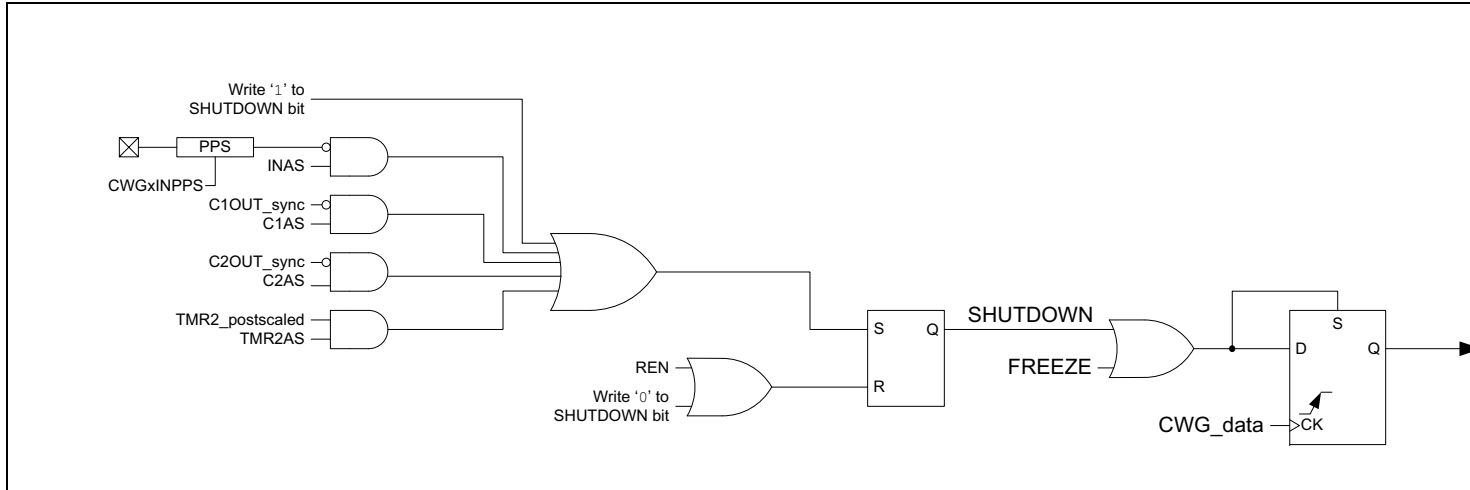 Write ‘1’ to
SHUTDOWN bit
PPS
INAS
CWGxINPPS
C1OUT_sync
C1AS
C2OUT_sync
C2AS
TMR2_postscaled
TMR2AS
REN
Write ‘0’ to
SHUTDOWN bit
S
Q
R
SHUTDOWN
FREEZE
S
D
Q
CWG_data
CK